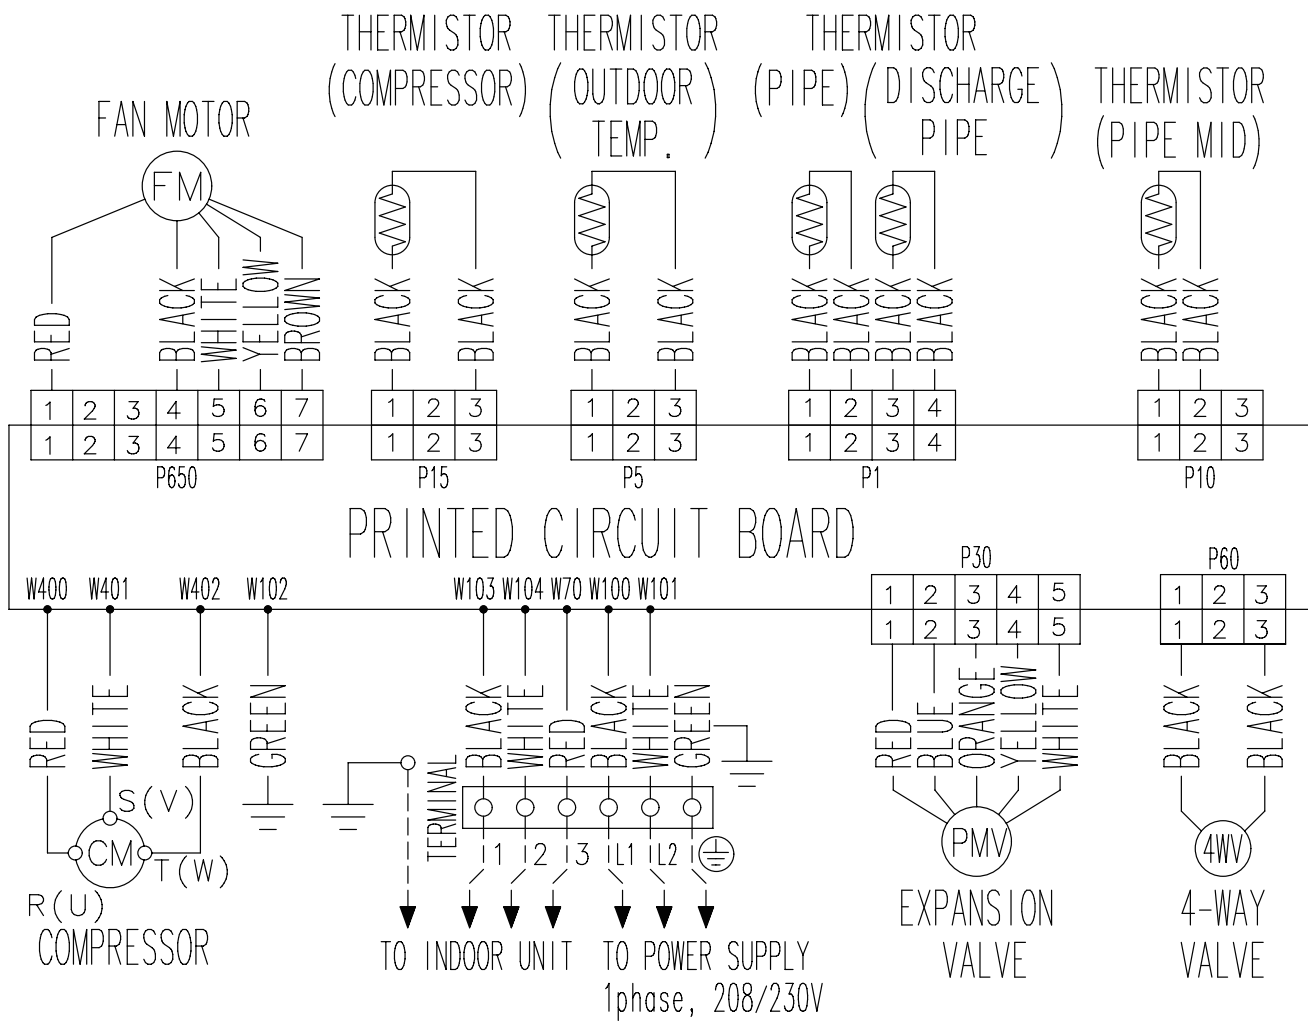 THERMISTOR THERMISTOR THERMISTOR
(COMPRESSOR) (OUTDOOR TEMP.) (PIPE) (DISCHARGE PIPE) THERMISTOR
(PIPE MID)
FAN MOTOR
FM
RED BLACK WHITE YELLOW BROWN BLACK BLACK BLACK BLACK BLACK BLACK BLACK BLACK BLACK BLACK
1 2 3 4 5 6 7 1 2 3 1 2 3 1 2 3 4 1 2 3
1 2 3 4 5 6 7 1 2 3 1 2 3 1 2 3 4 1 2 3
P650 P15 P5 P1 P10
PRINTED CIRCUIT BOARD
P30 P60
W400 W401 W402 W102 W103 W104 W70 W100 W101
1 2 3 4 5 1 2 3
1 2 3 4 5 1 2 3
RED WHITE BLACK GREEN BLACK WHITE RED BLACK WHITE GREEN RED BLUE ORANGE YELLOW WHITE BLACK BLACK
TERMINAL
S(V)
CM
T(W)
R(U)
1 2 3 L1 L2
PMV 4WV
COMPRESSOR
TO INDOOR UNIT TO POWER SUPPLY
1phase, 208/230V
EXPANSION
VALVE
4-WAY
VALVE